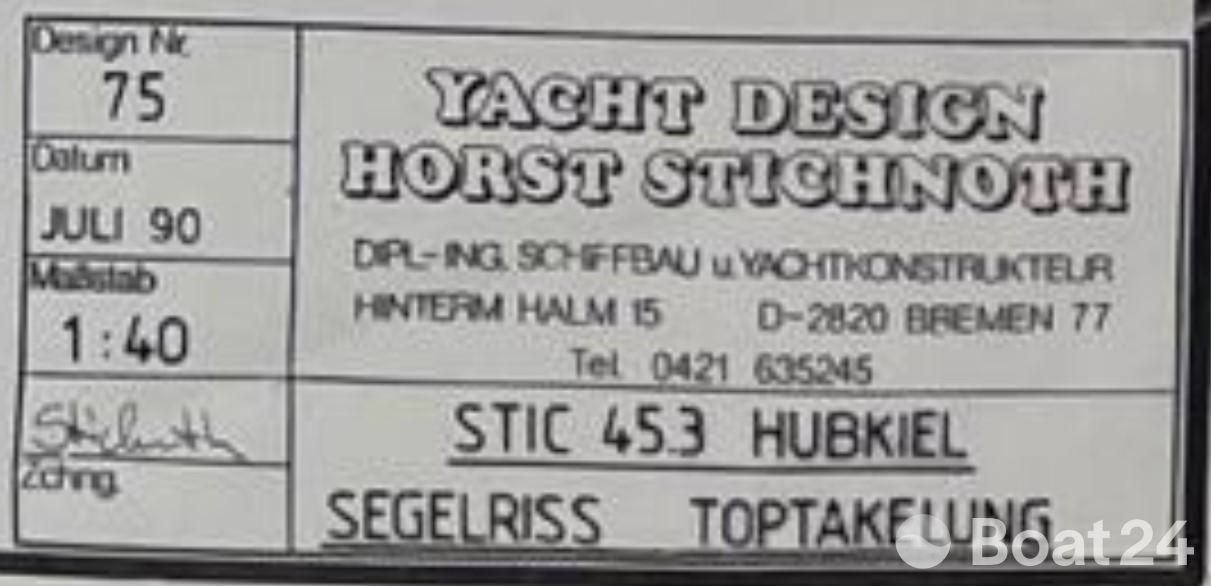 Design Nr.
75
Datum
JULI 90
Maßstab
1:40
Stichnoth
Zchng.
YACHT DESIGN
HORST STICHNOTH
DIPL-ING. SCHIFFBAU u. YACHTKONSTRUKTEUR
HINTERM HALM 15 D-2820 BREMEN 77
Tel. 0421 635245
STIC 45.3 HUBKIEL
SEGELRISS TOPTAKELUNG
Boat24